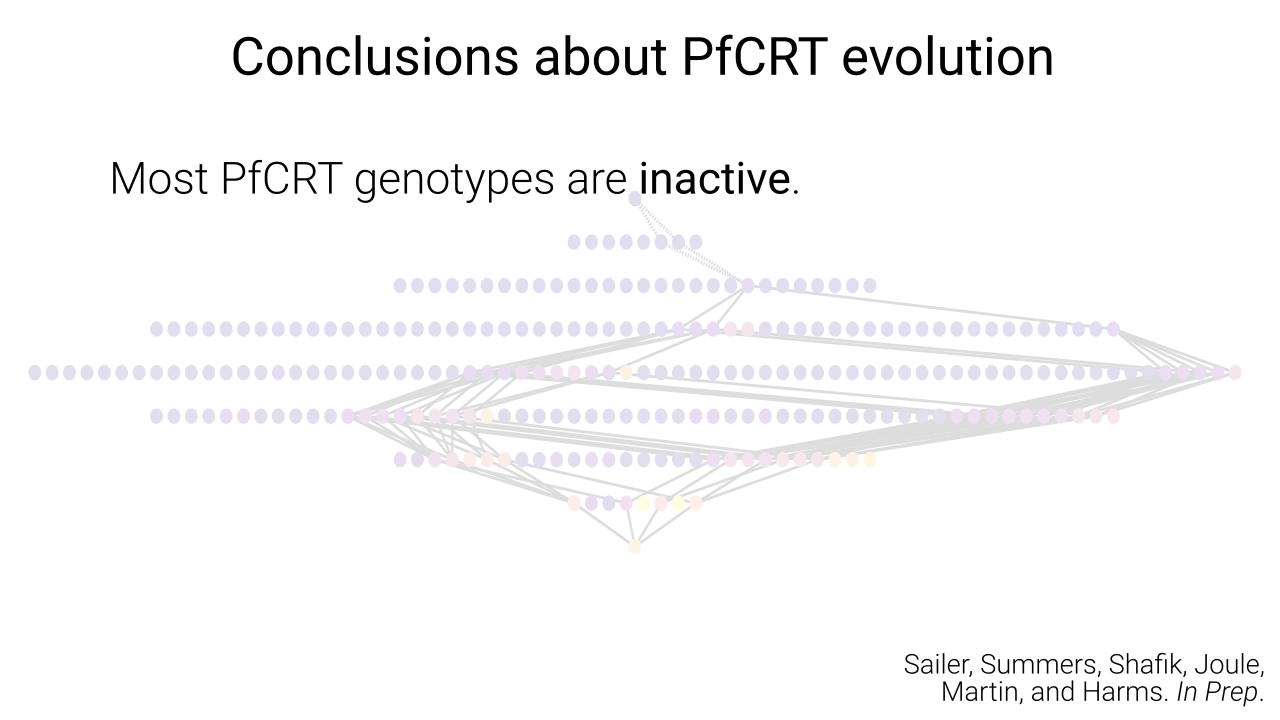 Conclusions about PfCRT evolution
Most PfCRT genotypes are inactive.
Sailer, Summers, Shafik, Joule,
Martin, and Harms. In Prep.